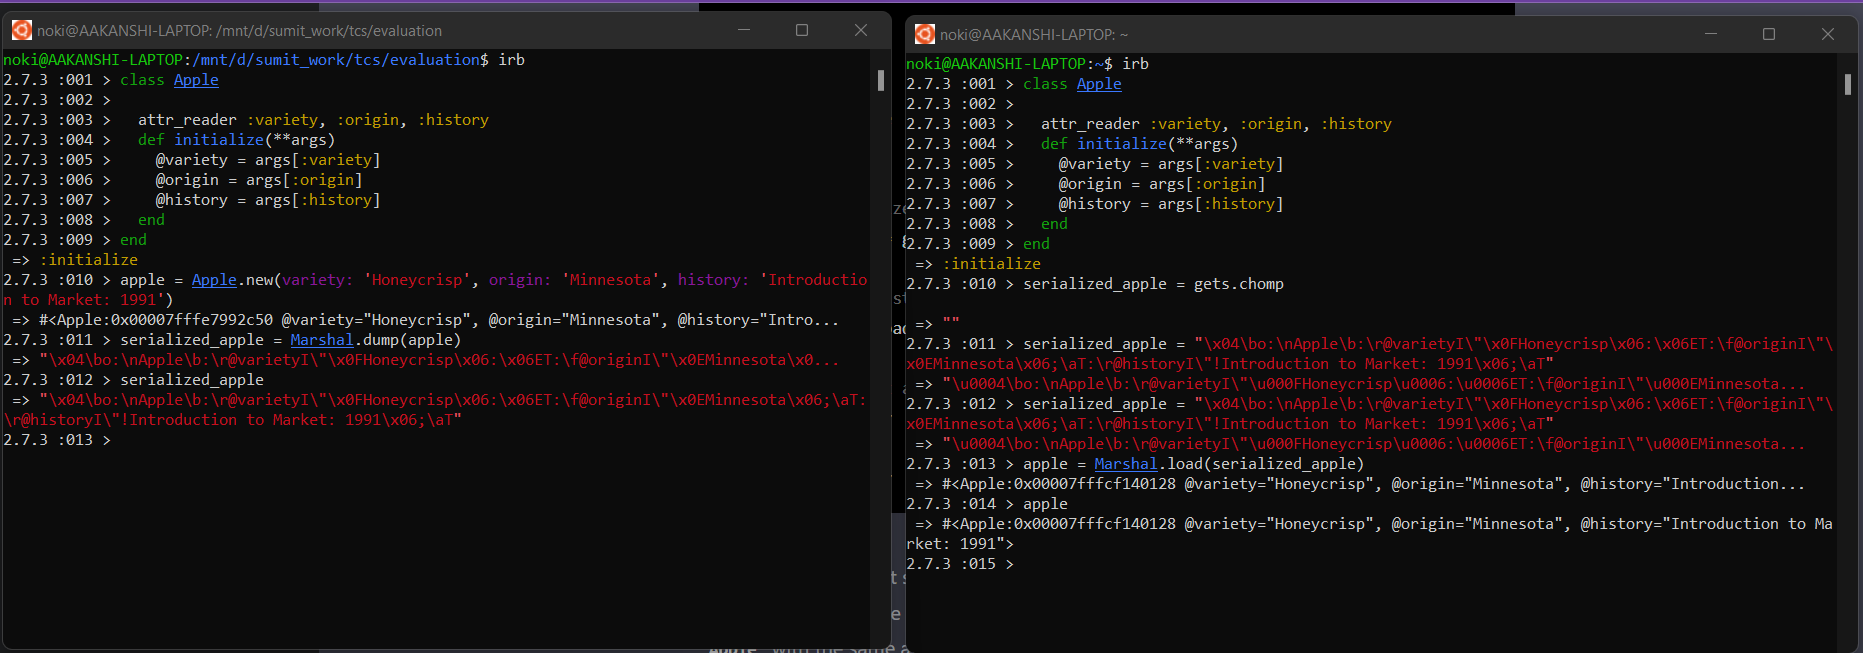 noki@AAKANSHI-LAPTOP: /mnt/d/sumit_work/tcs/evaluation
noki@AAKANSHI-LAPTOP:/mnt/d/sumit_work/tcs/evaluation$ irb
2.7.3 :001 > class Apple
2.7.3 :002 >
2.7.3 :003 >   attr_reader :variety, :origin, :history
2.7.3 :004 >   def initialize(**args)
2.7.3 :005 >     @variety = args[:variety]
2.7.3 :006 >     @origin = args[:origin]
2.7.3 :007 >     @history = args[:history]
2.7.3 :008 >   end
2.7.3 :009 > end
 => :initialize
2.7.3 :010 > apple = Apple.new(variety: 'Honeycrisp', origin: 'Minnesota', history: 'Introductio
n to Market: 1991')
 => #<Apple:0x00007fffe7992c50 @variety="Honeycrisp", @origin="Minnesota", @history="Intro...
2.7.3 :011 > serialized_apple = Marshal.dump(apple)
 => "\x04\bo:\nApple\b:\r@varietyI\"\x0FHoneycrisp\x06:\x06ET:\f@originI\"\x0EMinnesota\x0...
2.7.3 :012 > serialized_apple
 => "\x04\bo:\nApple\b:\r@varietyI\"\x0FHoneycrisp\x06:\x06ET:\f@originI\"\x0EMinnesota\x06;\aT:
\r@historyI\"!Introduction to Market: 1991\x06;\aT"
2.7.3 :013 >
noki@AAKANSHI-LAPTOP: ~
noki@AAKANSHI-LAPTOP:~$ irb
2.7.3 :001 > class Apple
2.7.3 :002 >
2.7.3 :003 >   attr_reader :variety, :origin, :history
2.7.3 :004 >   def initialize(**args)
2.7.3 :005 >     @variety = args[:variety]
2.7.3 :006 >     @origin = args[:origin]
2.7.3 :007 >     @history = args[:history]
2.7.3 :008 >   end
2.7.3 :009 > end
 => :initialize
2.7.3 :010 > serialized_apple = gets.chomp
 => ""
2.7.3 :011 > serialized_apple = "\x04\bo:\nApple\b:\r@varietyI\"\x0FHoneycrisp\x06:\x06ET:\f@originI\"\
x0EMinnesota\x06;\aT:\r@historyI\"!Introduction to Market: 1991\x06;\aT"
 => "\u0004\bo:\nApple\b:\r@varietyI\"\u000FHoneycrisp\u0006:\u0006ET:\f@originI\"\u000EMinnesota...
2.7.3 :012 > serialized_apple = "\x04\bo:\nApple\b:\r@varietyI\"\x0FHoneycrisp\x06:\x06ET:\f@originI\"\
x0EMinnesota\x06;\aT:\r@historyI\"!Introduction to Market: 1991\x06;\aT"
 => "\u0004\bo:\nApple\b:\r@varietyI\"\u000FHoneycrisp\u0006:\u0006ET:\f@originI\"\u000EMinnesota...
2.7.3 :013 > apple = Marshal.load(serialized_apple)
 => #<Apple:0x00007fffcf140128 @variety="Honeycrisp", @origin="Minnesota", @history="Introduction...
2.7.3 :014 > apple
 => #<Apple:0x00007fffcf140128 @variety="Honeycrisp", @origin="Minnesota", @history="Introduction to Ma
rket: 1991">
2.7.3 :015 >